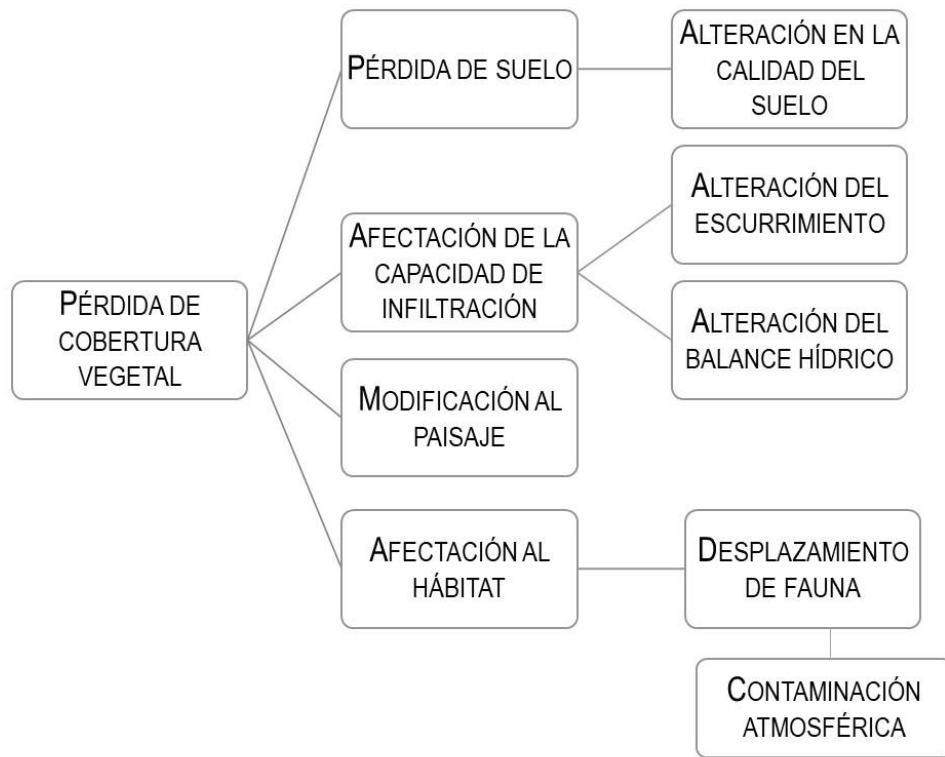 PÉRDIDA DE
COBERTURA
VEGETAL
PÉRDIDA DE SUELO
ALTERACIÓN EN LA
CALIDAD DEL
SUELO
AFECTACIÓN DE LA
CAPACIDAD DE
INFILTRACIÓN
ALTERACIÓN DEL
ESCURRIMIENTO
ALTERACIÓN DEL
BALANCE HÍDRICO
MODIFICACIÓN AL
PAISAJE
AFECTACIÓN AL
HÁBITAT
DESPLAZAMIENTO
DE FAUNA
CONTAMINACIÓN
ATMOSFÉRICA